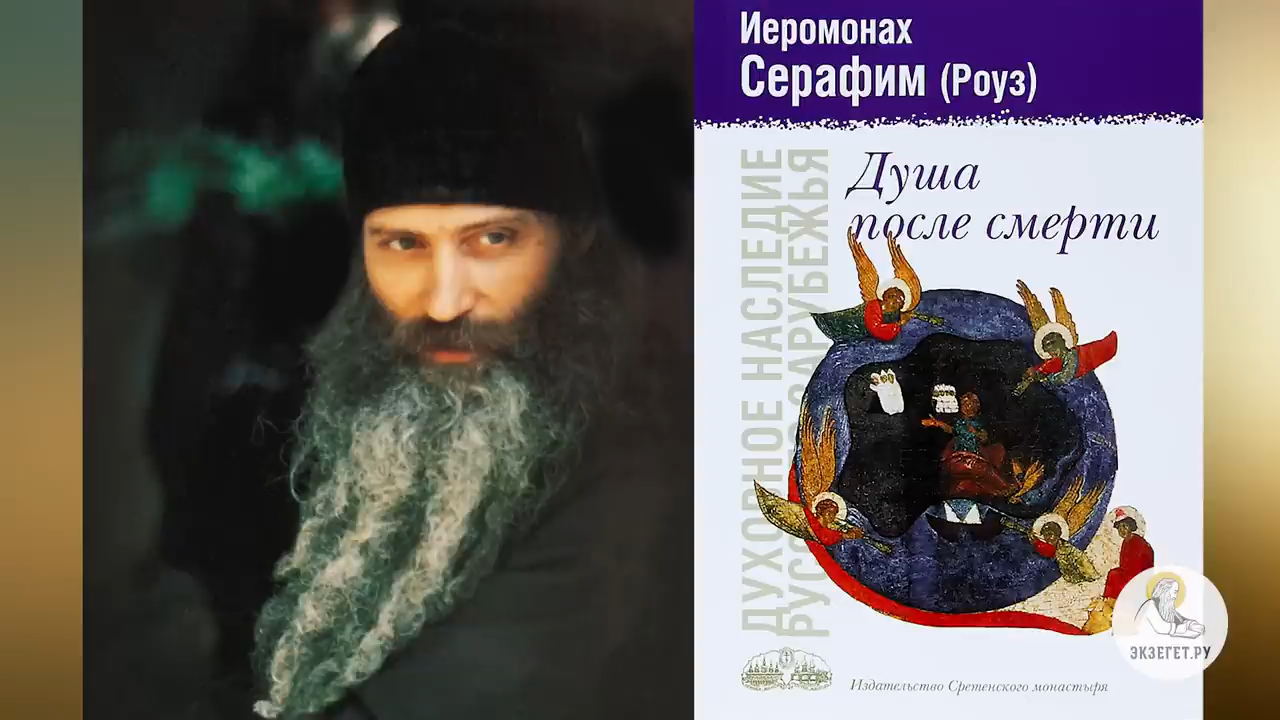 Иеромонах
Серафим (Роуз)
Душа
после смерти
ДУХОВНОЕ НАСЛЕДИЕ
РУССКОГО ЗАРУБЕЖЬЯ
Издательство Сретенского монастыря
ЭКЗЕГЕТ.РУ